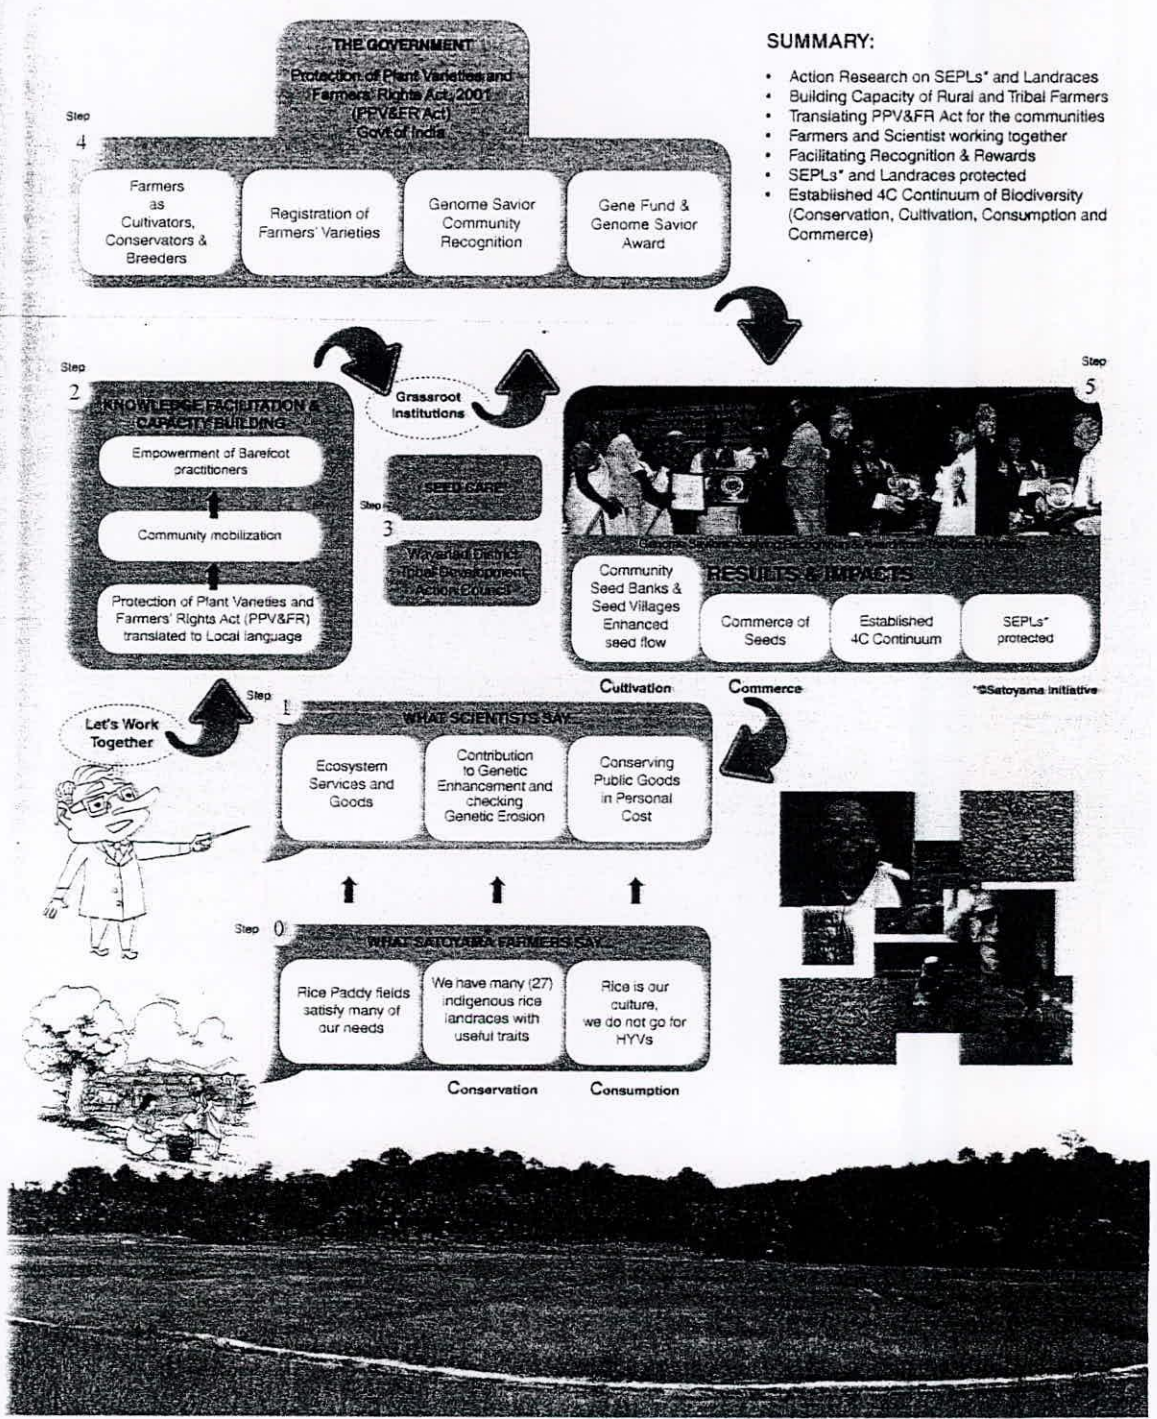 THE GOVERNMENT
Protection of Plant Varieties and
Farmers' Rights Act, 2001
(PPV&FR Act)
Govt of India
Step
4
Farmers
as
Cultivators,
Conservators &
Breeders
Registration of
Farmers' Varieties
Genome Savior
Community
Recognition
Gene Fund &
Genome Savior
Award
SUMMARY:
• Action Research on SEPLs* and Landraces
• Building Capacity of Rural and Tribal Farmers
• Translating PPV&FR Act for the communities
• Farmers and Scientist working together
• Facilitating Recognition & Rewards
• SEPLs* and Landraces protected
• Established 4C Continuum of Biodiversity
(Conservation, Cultivation, Consumption and
Commerce)
Step
2
KNOWLEDGE FACILITATION &
CAPACITY BUILDING
Empowerment of Barefoot
practitioners
Community mobilization
Protection of Plant Varieties and
Farmers' Rights Act (PPV&FR)
translated to Local language
Grassroot
Institutions
Step
3
SEED CARE
Wayanad District
Tribal Development
Action Council
Step
5
RESULTS & IMPACTS
Community
Seed Banks &
Seed Villages
Enhanced
seed flow
Commerce of
Seeds
Established
4C Continuum
SEPLs*
protected
Cultivation
Commerce
*©Satoyama Initiative
Let's Work
Together
Step
1
WHAT SCIENTISTS SAY...
Ecosystem
Services and
Goods
Contribution
to Genetic
Enhancement and
checking
Genetic Erosion
Conserving
Public Goods
in Personal
Cost
Step
0
WHAT SATOYAMA FARMERS SAY...
Rice Paddy fields
satisfy many of
our needs
We have many (27)
indigenous rice
landraces with
useful traits
Rice is our
culture,
we do not go for
HYVs
Conservation
Consumption